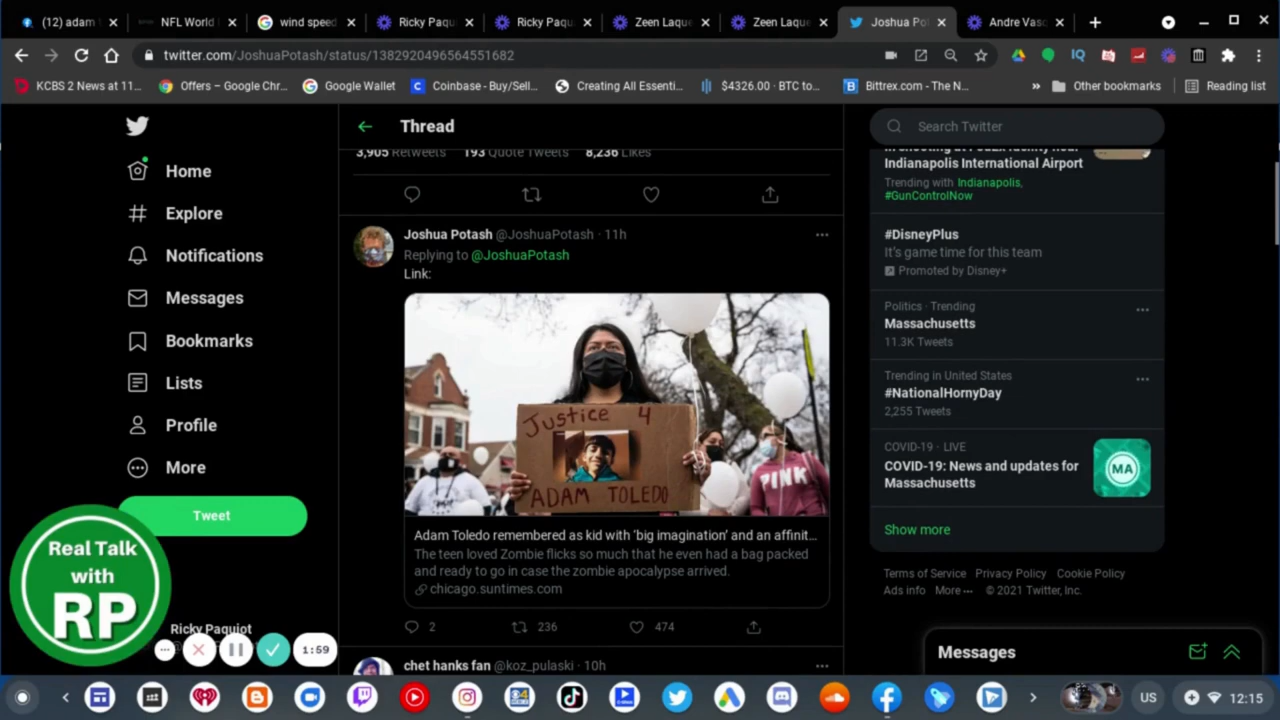 (12) adam
NFL World
wind speed
Ricky Paqu
Ricky Paqu
Zeen Laque
Zeen Laque
Joshua Pot
Andre Vasq
twitter.com/JoshuaPotash/status/1382920496564551682
KCBS 2 News at 11...
Offers – Google Chr...
Google Wallet
Coinbase - Buy/Sell...
Creating All Essenti...
$4326.00 · BTC to...
Bittrex.com - The N...
»
Other bookmarks
Reading list
Home
Explore
Notifications
Messages
Bookmarks
Lists
Profile
More
Tweet
Real Talk
with
RP
Ricky Paquiot
1:59
Thread
3,905 Retweets 193 Quote Tweets 8,236 Likes
Joshua Potash @JoshuaPotash · 11h
Replying to @JoshuaPotash
Link:
Justice 4
ADAM TOLEDO
PINK
Adam Toledo remembered as kid with 'big imagination' and an affinit...
The teen loved Zombie flicks so much that he even had a bag packed
and ready to go in case the zombie apocalypse arrived.
chicago.suntimes.com
2 236 474
chet hanks fan @koz_pulaski · 10h
Search Twitter
in shooting at FedEx facility near
Indianapolis International Airport
Trending with Indianapolis,
#GunControlNow
#DisneyPlus
It's game time for this team
Promoted by Disney+
Politics · Trending
Massachusetts
11.3K Tweets
Trending in United States
#NationalHornyDay
2,255 Tweets
COVID-19 · LIVE
COVID-19: News and updates for
Massachusetts
MA
Show more
Terms of Service Privacy Policy Cookie Policy
Ads info More ··· © 2021 Twitter, Inc.
Messages
US
12:15